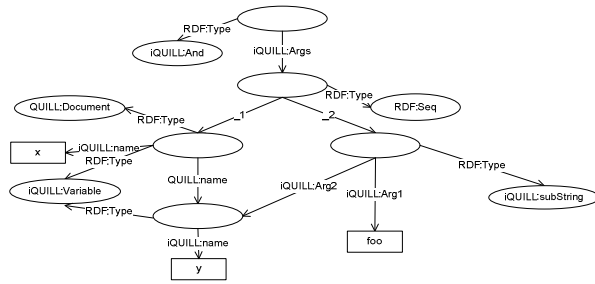 RDF:Type
iQUILL:And
iQUILL:Args
RDF:Type
QUILL:Document
RDF:Seq
RDF:Type
_1
_2
x
iQUILL:name
RDF:Type
RDF:Type
iQUILL:Variable
QUILL:name
iQUILL:Arg2
iQUILL:Arg1
iQUILL:subString
RDF:Type
iQUILL:name
foo
y